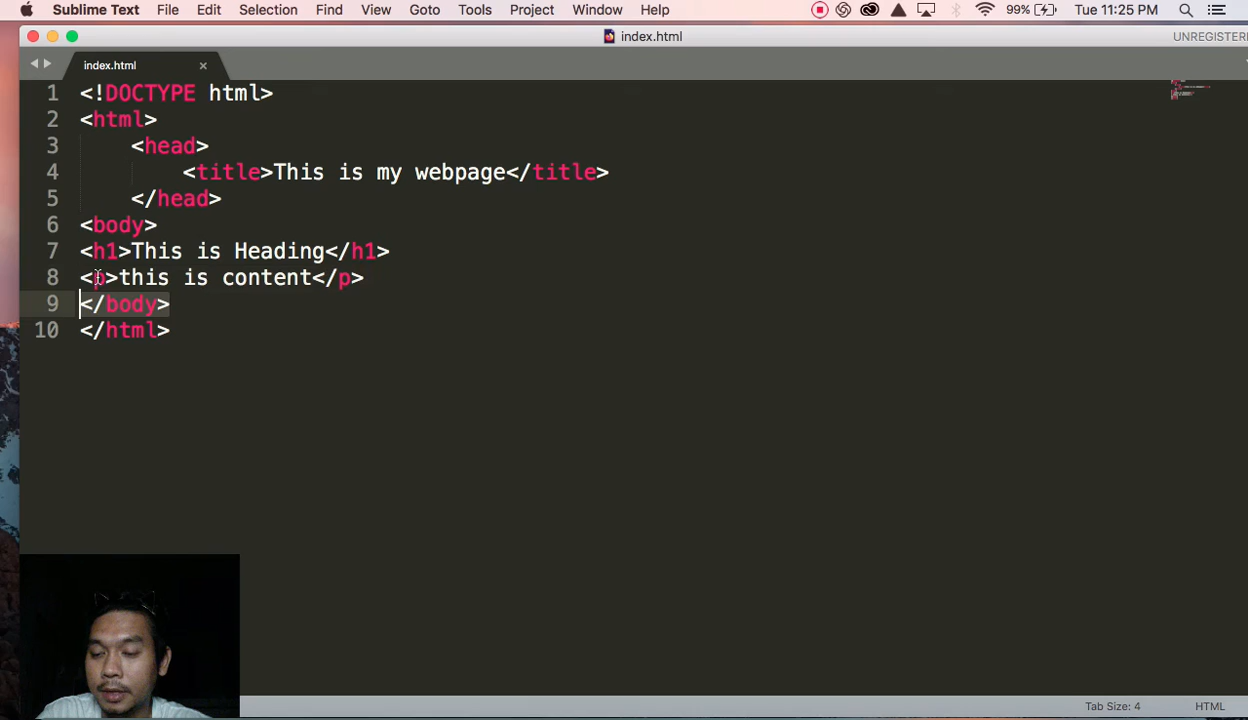 Sublime Text File Edit Selection Find View Goto Tools Project Window Help 99% Tue 11:25 PM
index.html UNREGISTER
index.html ×
1 <!DOCTYPE html>
2 <html>
3 <head>
4 <title>This is my webpage</title>
5 </head>
6 <body>
7 <h1>This is Heading</h1>
8 <p>this is content</p>
9 </body>
10 </html>
Tab Size: 4 HTML